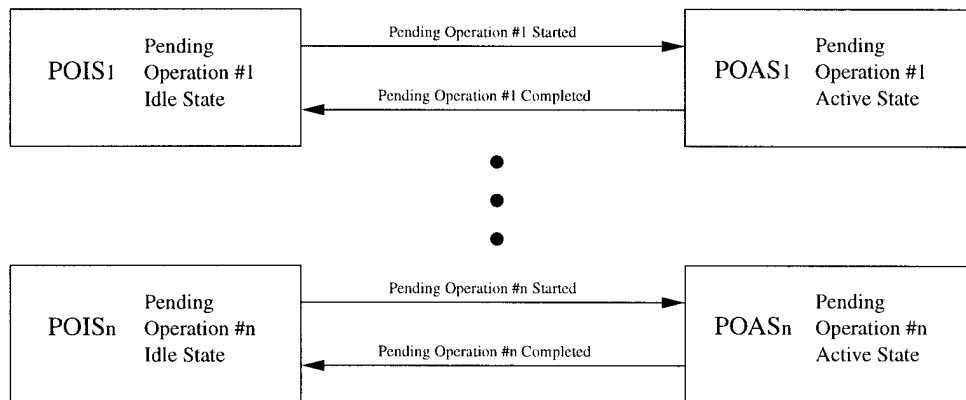 Pending Operation #1 Started
POIS1
Pending
Operation #1
Idle State
POAS1
Pending
Operation #1
Active State
Pending Operation #1 Completed
Pending Operation #n Started
POISn
Pending
Operation #n
Idle State
POASn
Pending
Operation #n
Active State
Pending Operation #n Completed